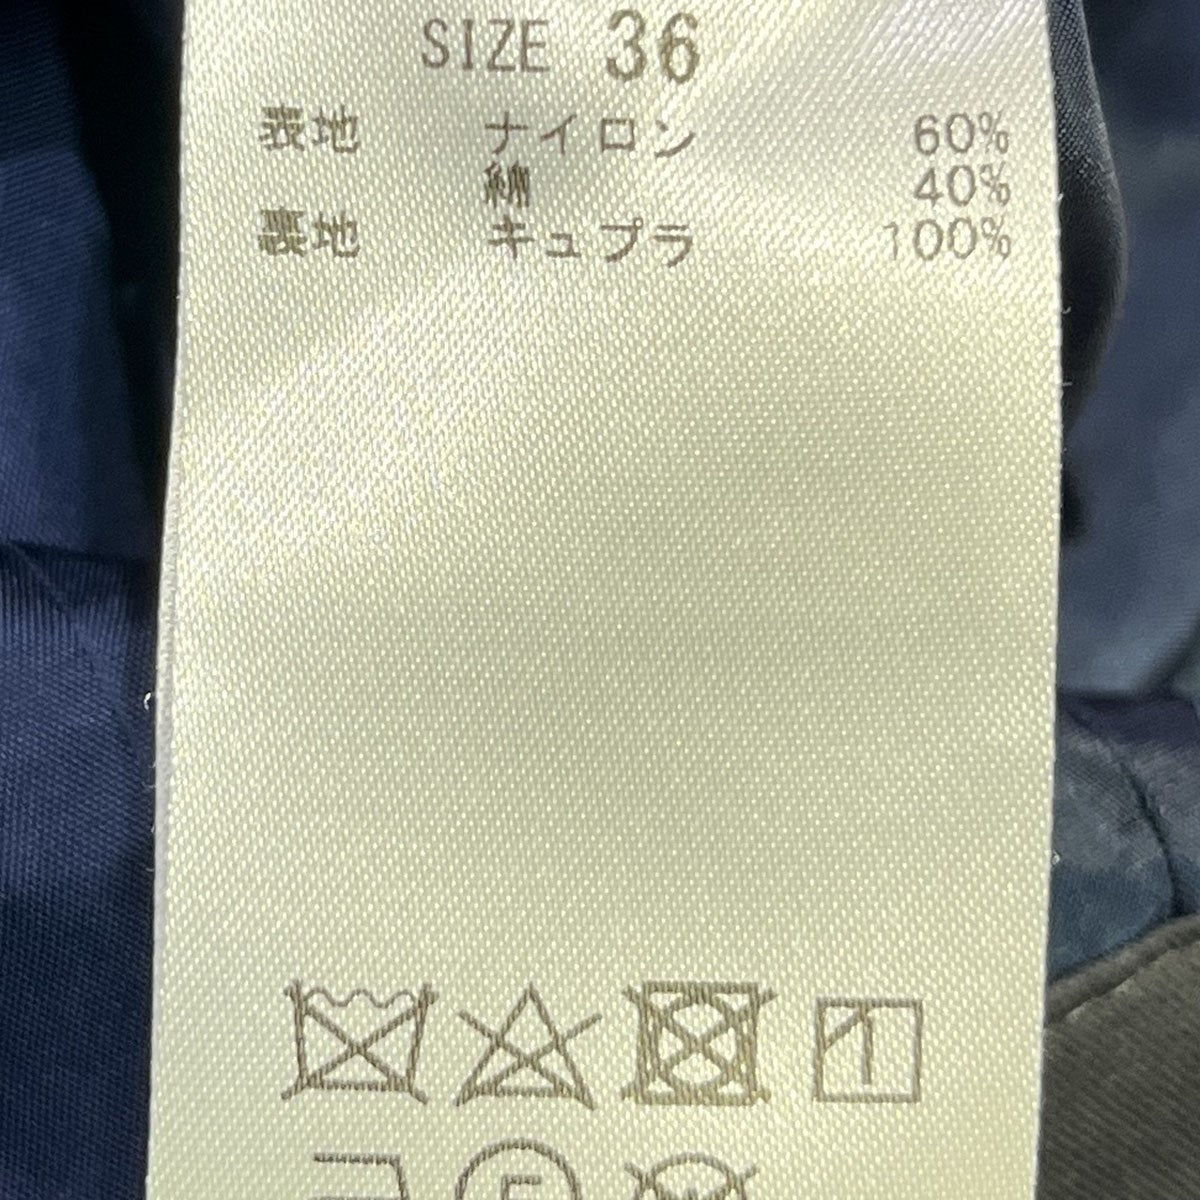 SIZE 36
表地 ナイロン 60%
綿 40%
裏地 キュプラ 100%